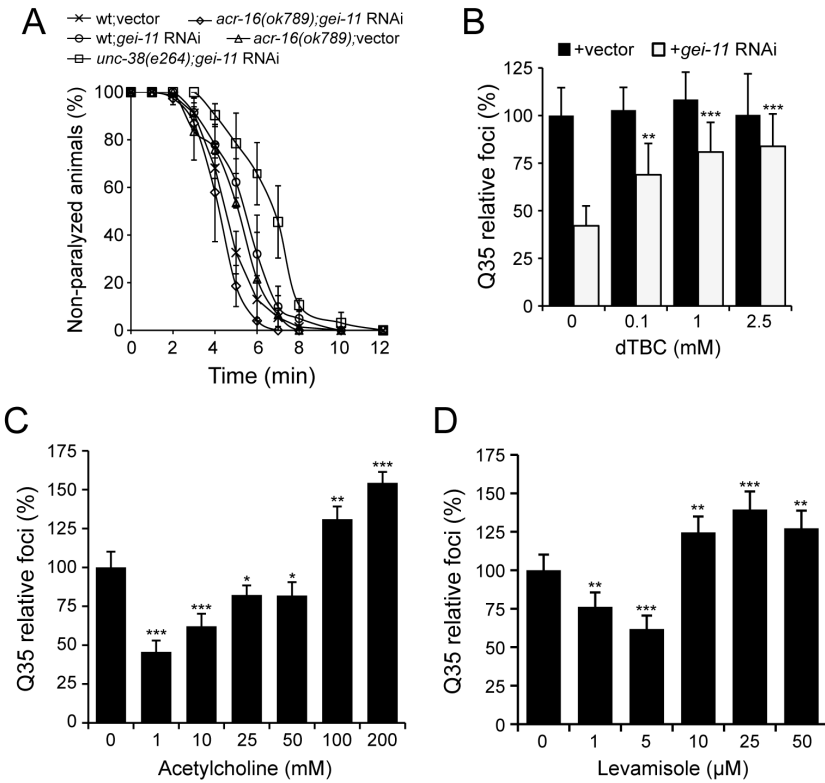 A
wt;vector
acr-16(ok789);gei-11 RNAi
wt;gei-11 RNAi
acr-16(ok789);vector
unc-38(e264);gei-11 RNAi
Non-paralyzed animals (%)
100
80
60
40
20
0
0 2 4 6 8 10 12
Time (min)
B
+vector +gei-11 RNAi
Q35 relative foci (%)
125
100
75
50
25
0
** *** ***
0 0.1 1 2.5
dTBC (mM)
C
Q35 relative foci (%)
175
150
125
100
75
50
25
0
*** *** * * ** ***
0 1 10 25 50 100 200
Acetylcholine (mM)
D
Q35 relative foci (%)
175
150
125
100
75
50
25
0
** *** ** *** **
0 1 5 10 25 50
Levamisole (µM)